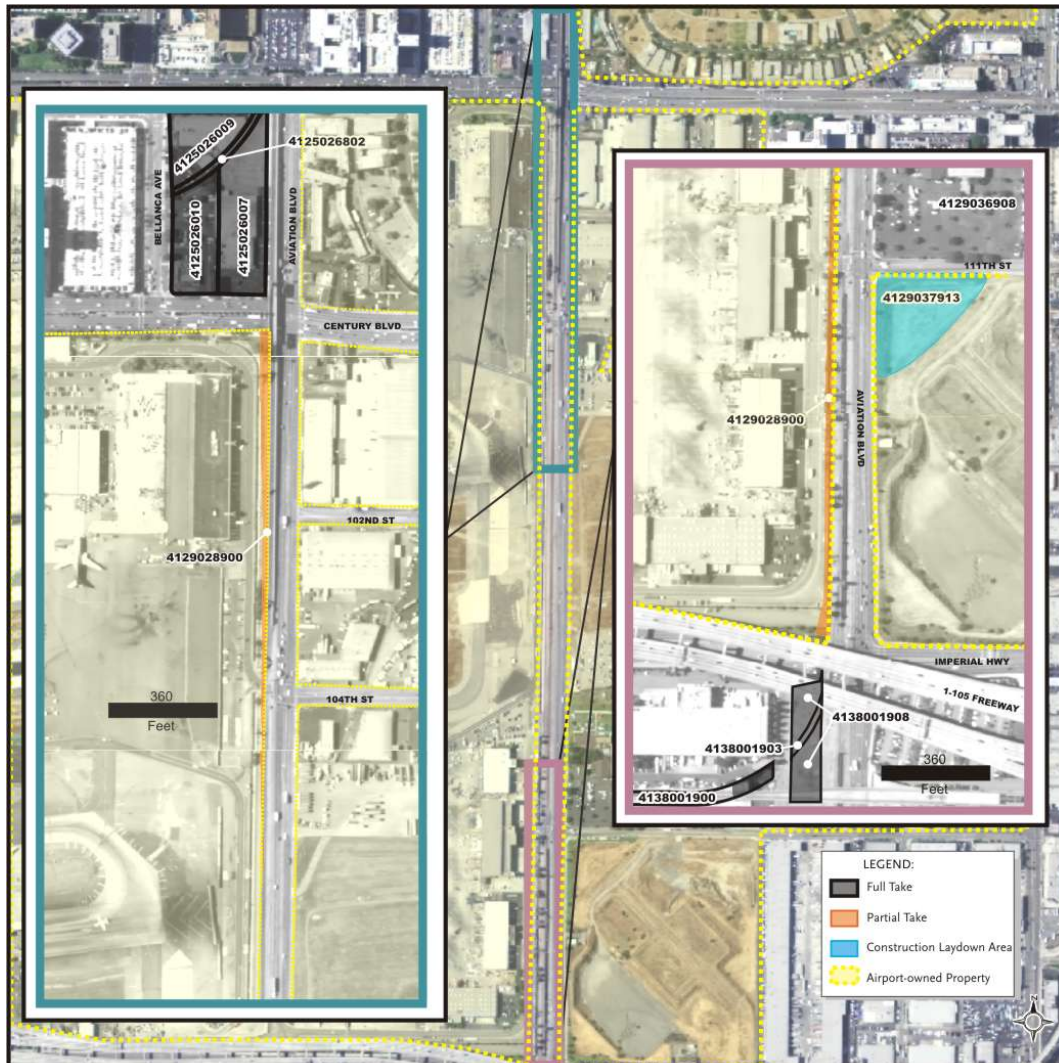 4125026009
4125026802
BELLANCA AVE
4125026010
4125026007
AVIATION BLVD
CENTURY BLVD
102ND ST
4129028900
104TH ST
360
Feet
4129036908
111TH ST
4129037913
4129028900
AVIATION BLVD
IMPERIAL HWY
1-105 FREEWAY
4138001908
4138001903
4138001900
360
Feet
LEGEND:
Full Take
Partial Take
Construction Laydown Area
Airport-owned Property
N